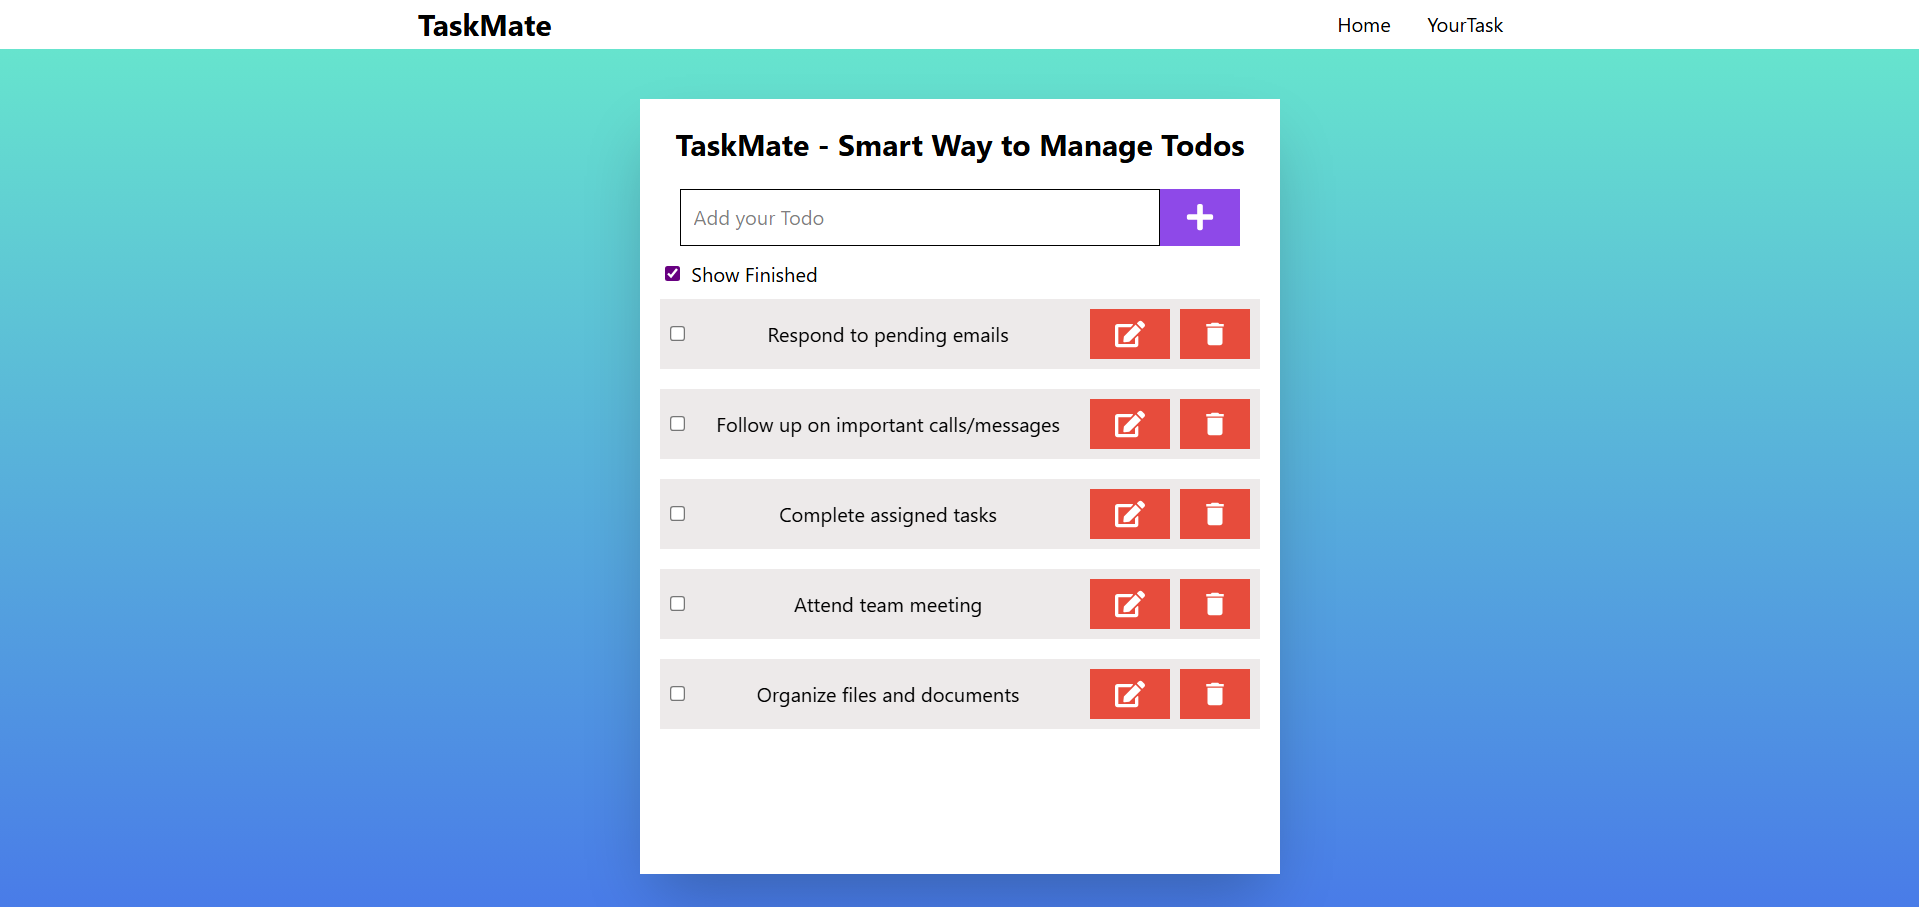 TaskMate
Home YourTask
TaskMate - Smart Way to Manage Todos
Add your Todo
Show Finished
Respond to pending emails
Follow up on important calls/messages
Complete assigned tasks
Attend team meeting
Organize files and documents